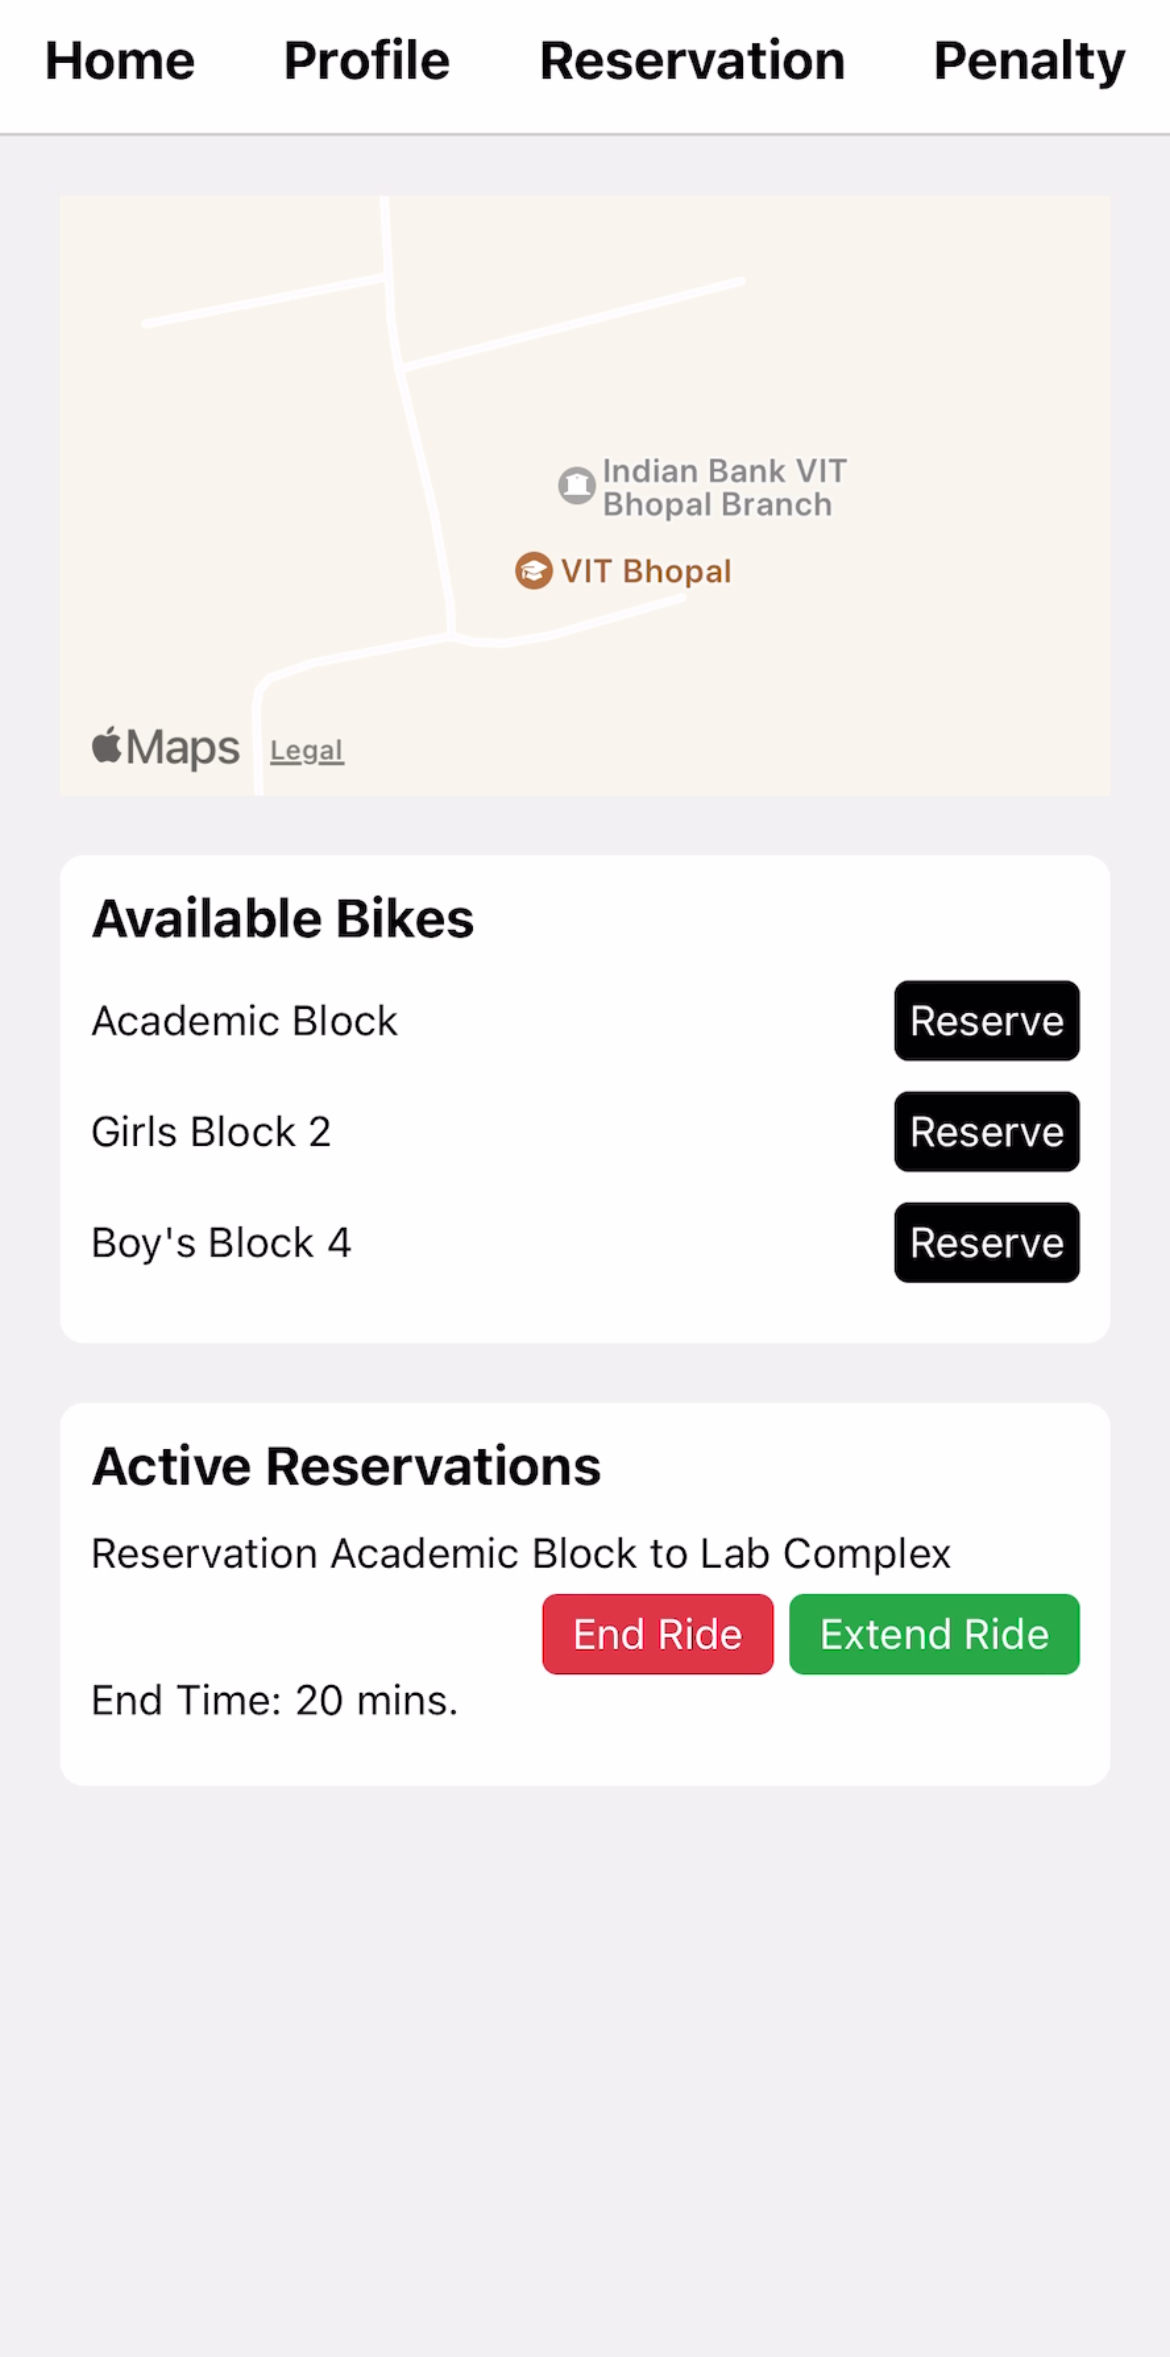 Home Profile Reservation Penalty
Indian Bank VIT
Bhopal Branch
VIT Bhopal
Maps Legal
Available Bikes
Academic Block Reserve
Girls Block 2 Reserve
Boy's Block 4 Reserve
Active Reservations
Reservation Academic Block to Lab Complex
End Ride Extend Ride
End Time: 20 mins.